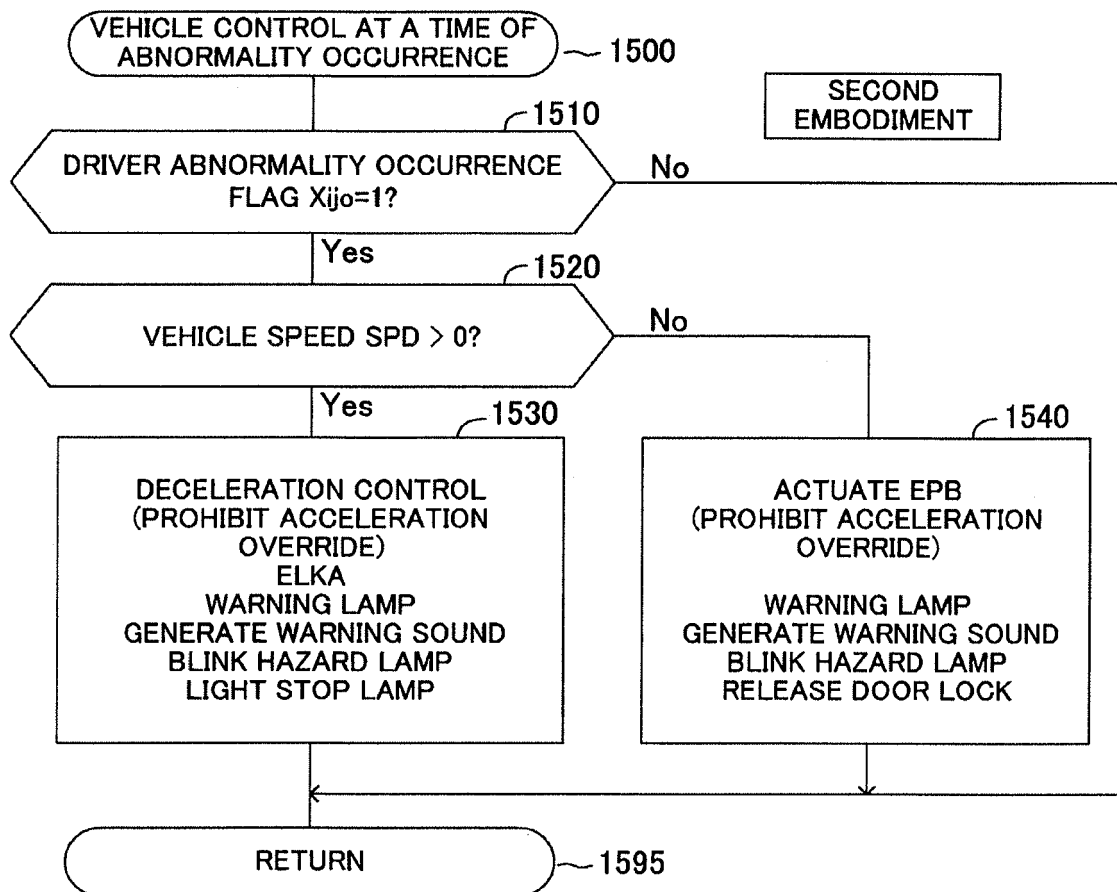 VEHICLE CONTROL AT A TIME OF
ABNORMALITY OCCURRENCE
1500
SECOND
EMBODIMENT
1510
DRIVER ABNORMALITY OCCURRENCE
FLAG Xijo=1?
No
Yes
1520
VEHICLE SPEED SPD > 0?
No
Yes
1530
DECELERATION CONTROL
(PROHIBIT ACCELERATION
OVERRIDE)
ELKA
WARNING LAMP
GENERATE WARNING SOUND
BLINK HAZARD LAMP
LIGHT STOP LAMP
1540
ACTUATE EPB
(PROHIBIT ACCELERATION
OVERRIDE)
WARNING LAMP
GENERATE WARNING SOUND
BLINK HAZARD LAMP
RELEASE DOOR LOCK
RETURN
1595